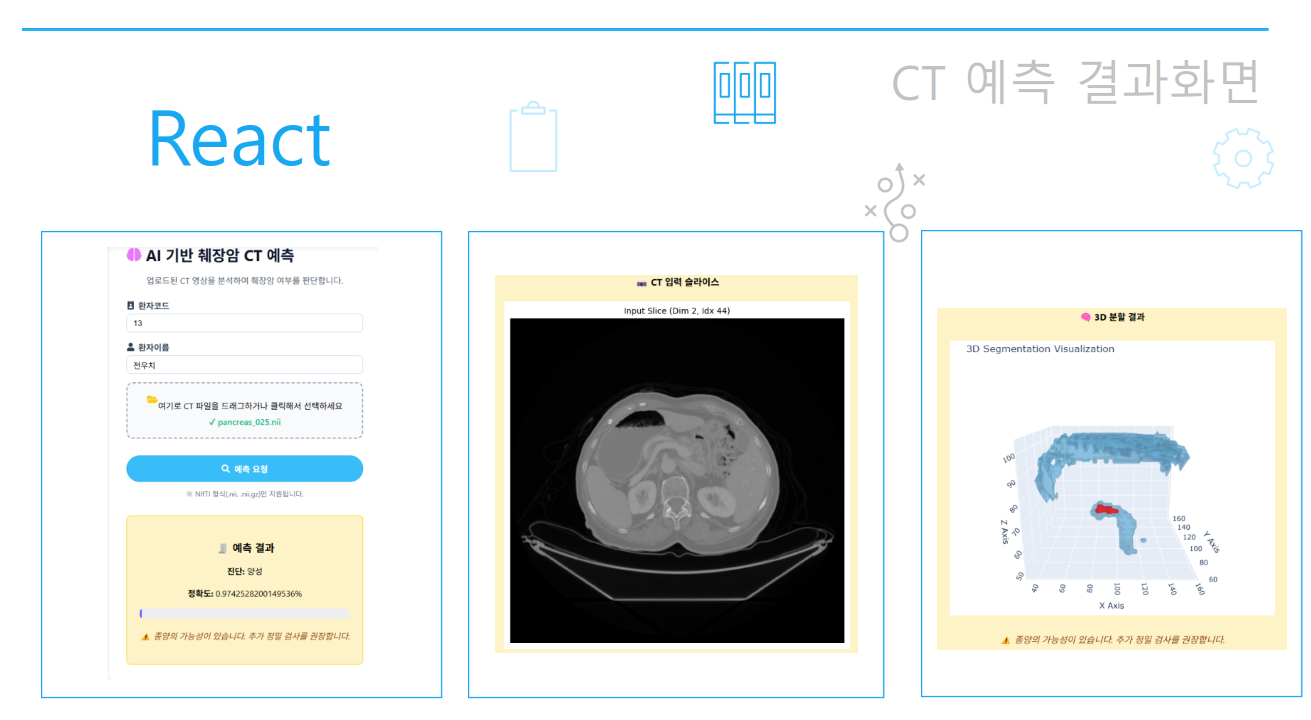 CT 예측 결과화면
React
AI 기반 췌장암 CT 예측
업로드된 CT 영상을 분석하여 췌장암 여부를 판단합니다.
환자코드
13
환자이름
전우치
여기로 CT 파일을 드래그하거나 클릭해서 선택하세요
✓ pancreas_025.nii
예측 요청
※ NIfTI 형식(.nii, .nii.gz)만 지원됩니다.
예측 결과
진단: 양성
정확도: 0.9742528200149536%
종양의 가능성이 있습니다. 추가 정밀 검사를 권장합니다.
CT 입력 슬라이스
Input Slice (Dim 2, Idx 44)
3D 분할 결과
3D Segmentation Visualization
100
90
80
70
60
50
Z Axis
40
60
80
100
120
140
160
X Axis
160
140
120
100
80
60
Y Axis
종양의 가능성이 있습니다. 추가 정밀 검사를 권장합니다.